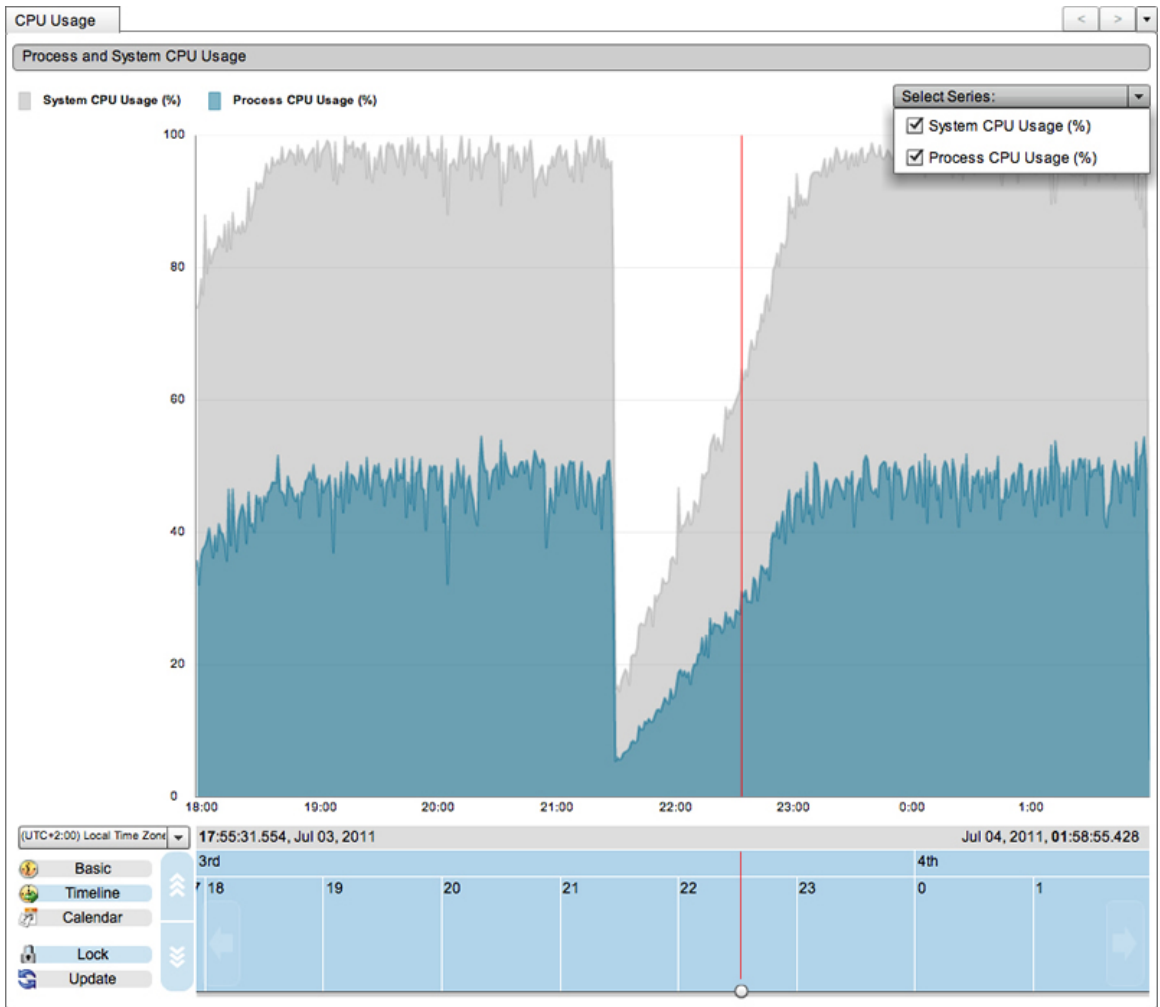 CPU Usage
< >
Process and System CPU Usage
System CPU Usage (%) Process CPU Usage (%)
Select Series:
System CPU Usage (%)
Process CPU Usage (%)
100
80
60
40
20
0
18:00 19:00 20:00 21:00 22:00 23:00 0:00 1:00
(UTC+2:00) Local Time Zone 17:55:31.554, Jul 03, 2011 Jul 04, 2011, 01:58:55.428
3rd 4th
7 18 19 20 21 22 23 0 1
Basic
Timeline
Calendar
Lock
Update